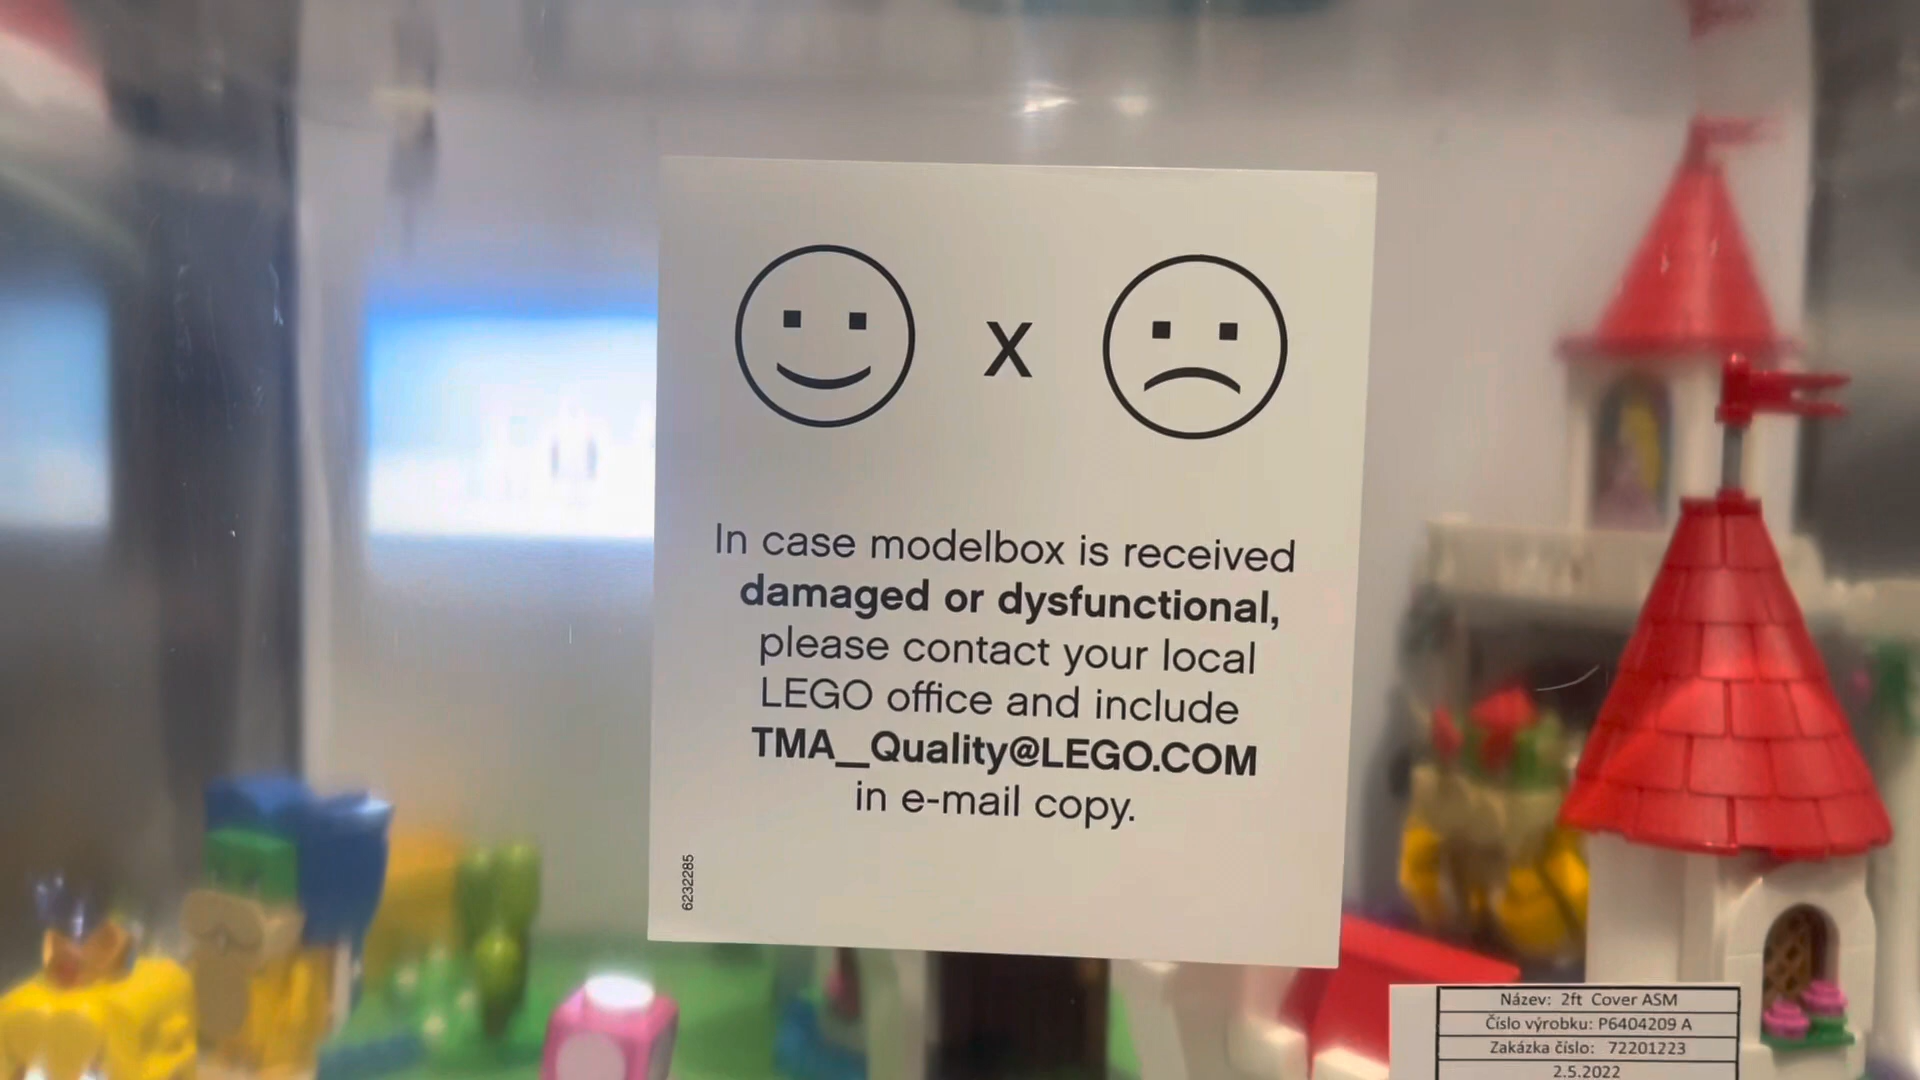 X
In case modelbox is received
damaged or dysfunctional,
please contact your local
LEGO office and include
TMA_Quality@LEGO.COM
in e-mail copy.
6232285
Název: 2ft Cover ASM
Číslo výrobku: P6404209 A
Zakázka číslo: 72201223
2.5.2022